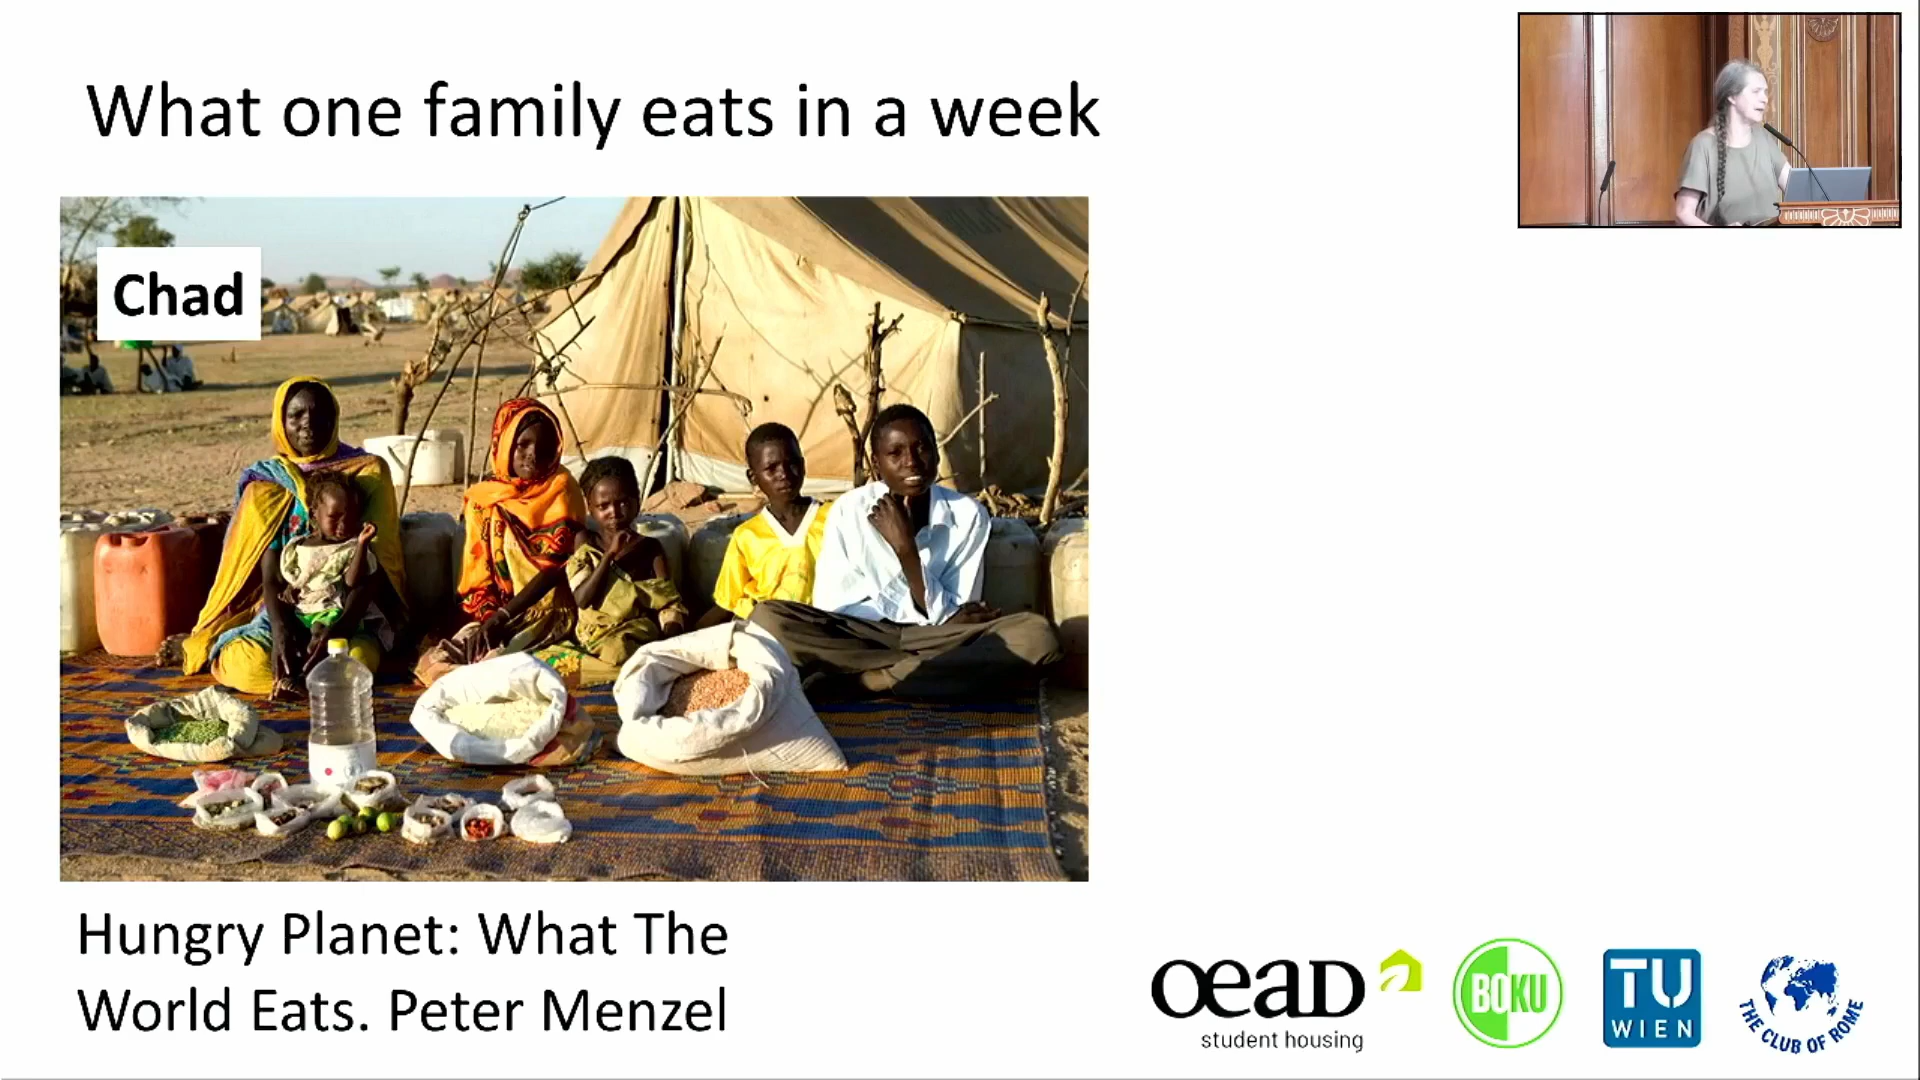 What one family eats in a week
Chad
Hungry Planet: What The
World Eats. Peter Menzel
OeAD
student housing
BOKU
TU
WIEN
THE CLUB OF ROME